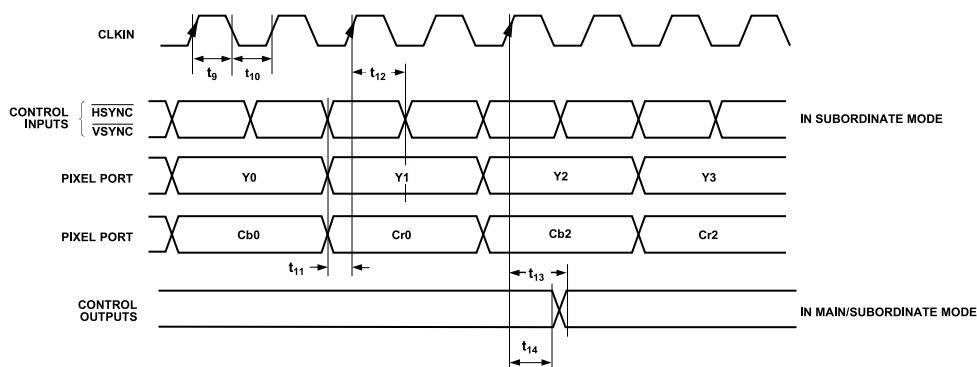 CLKIN
t9
t10
t12
CONTROL INPUTS
HSYNC
VSYNC
IN SUBORDINATE MODE
PIXEL PORT
Y0
Y1
Y2
Y3
PIXEL PORT
Cb0
Cr0
Cb2
Cr2
t11
t13
CONTROL OUTPUTS
IN MAIN/SUBORDINATE MODE
t14